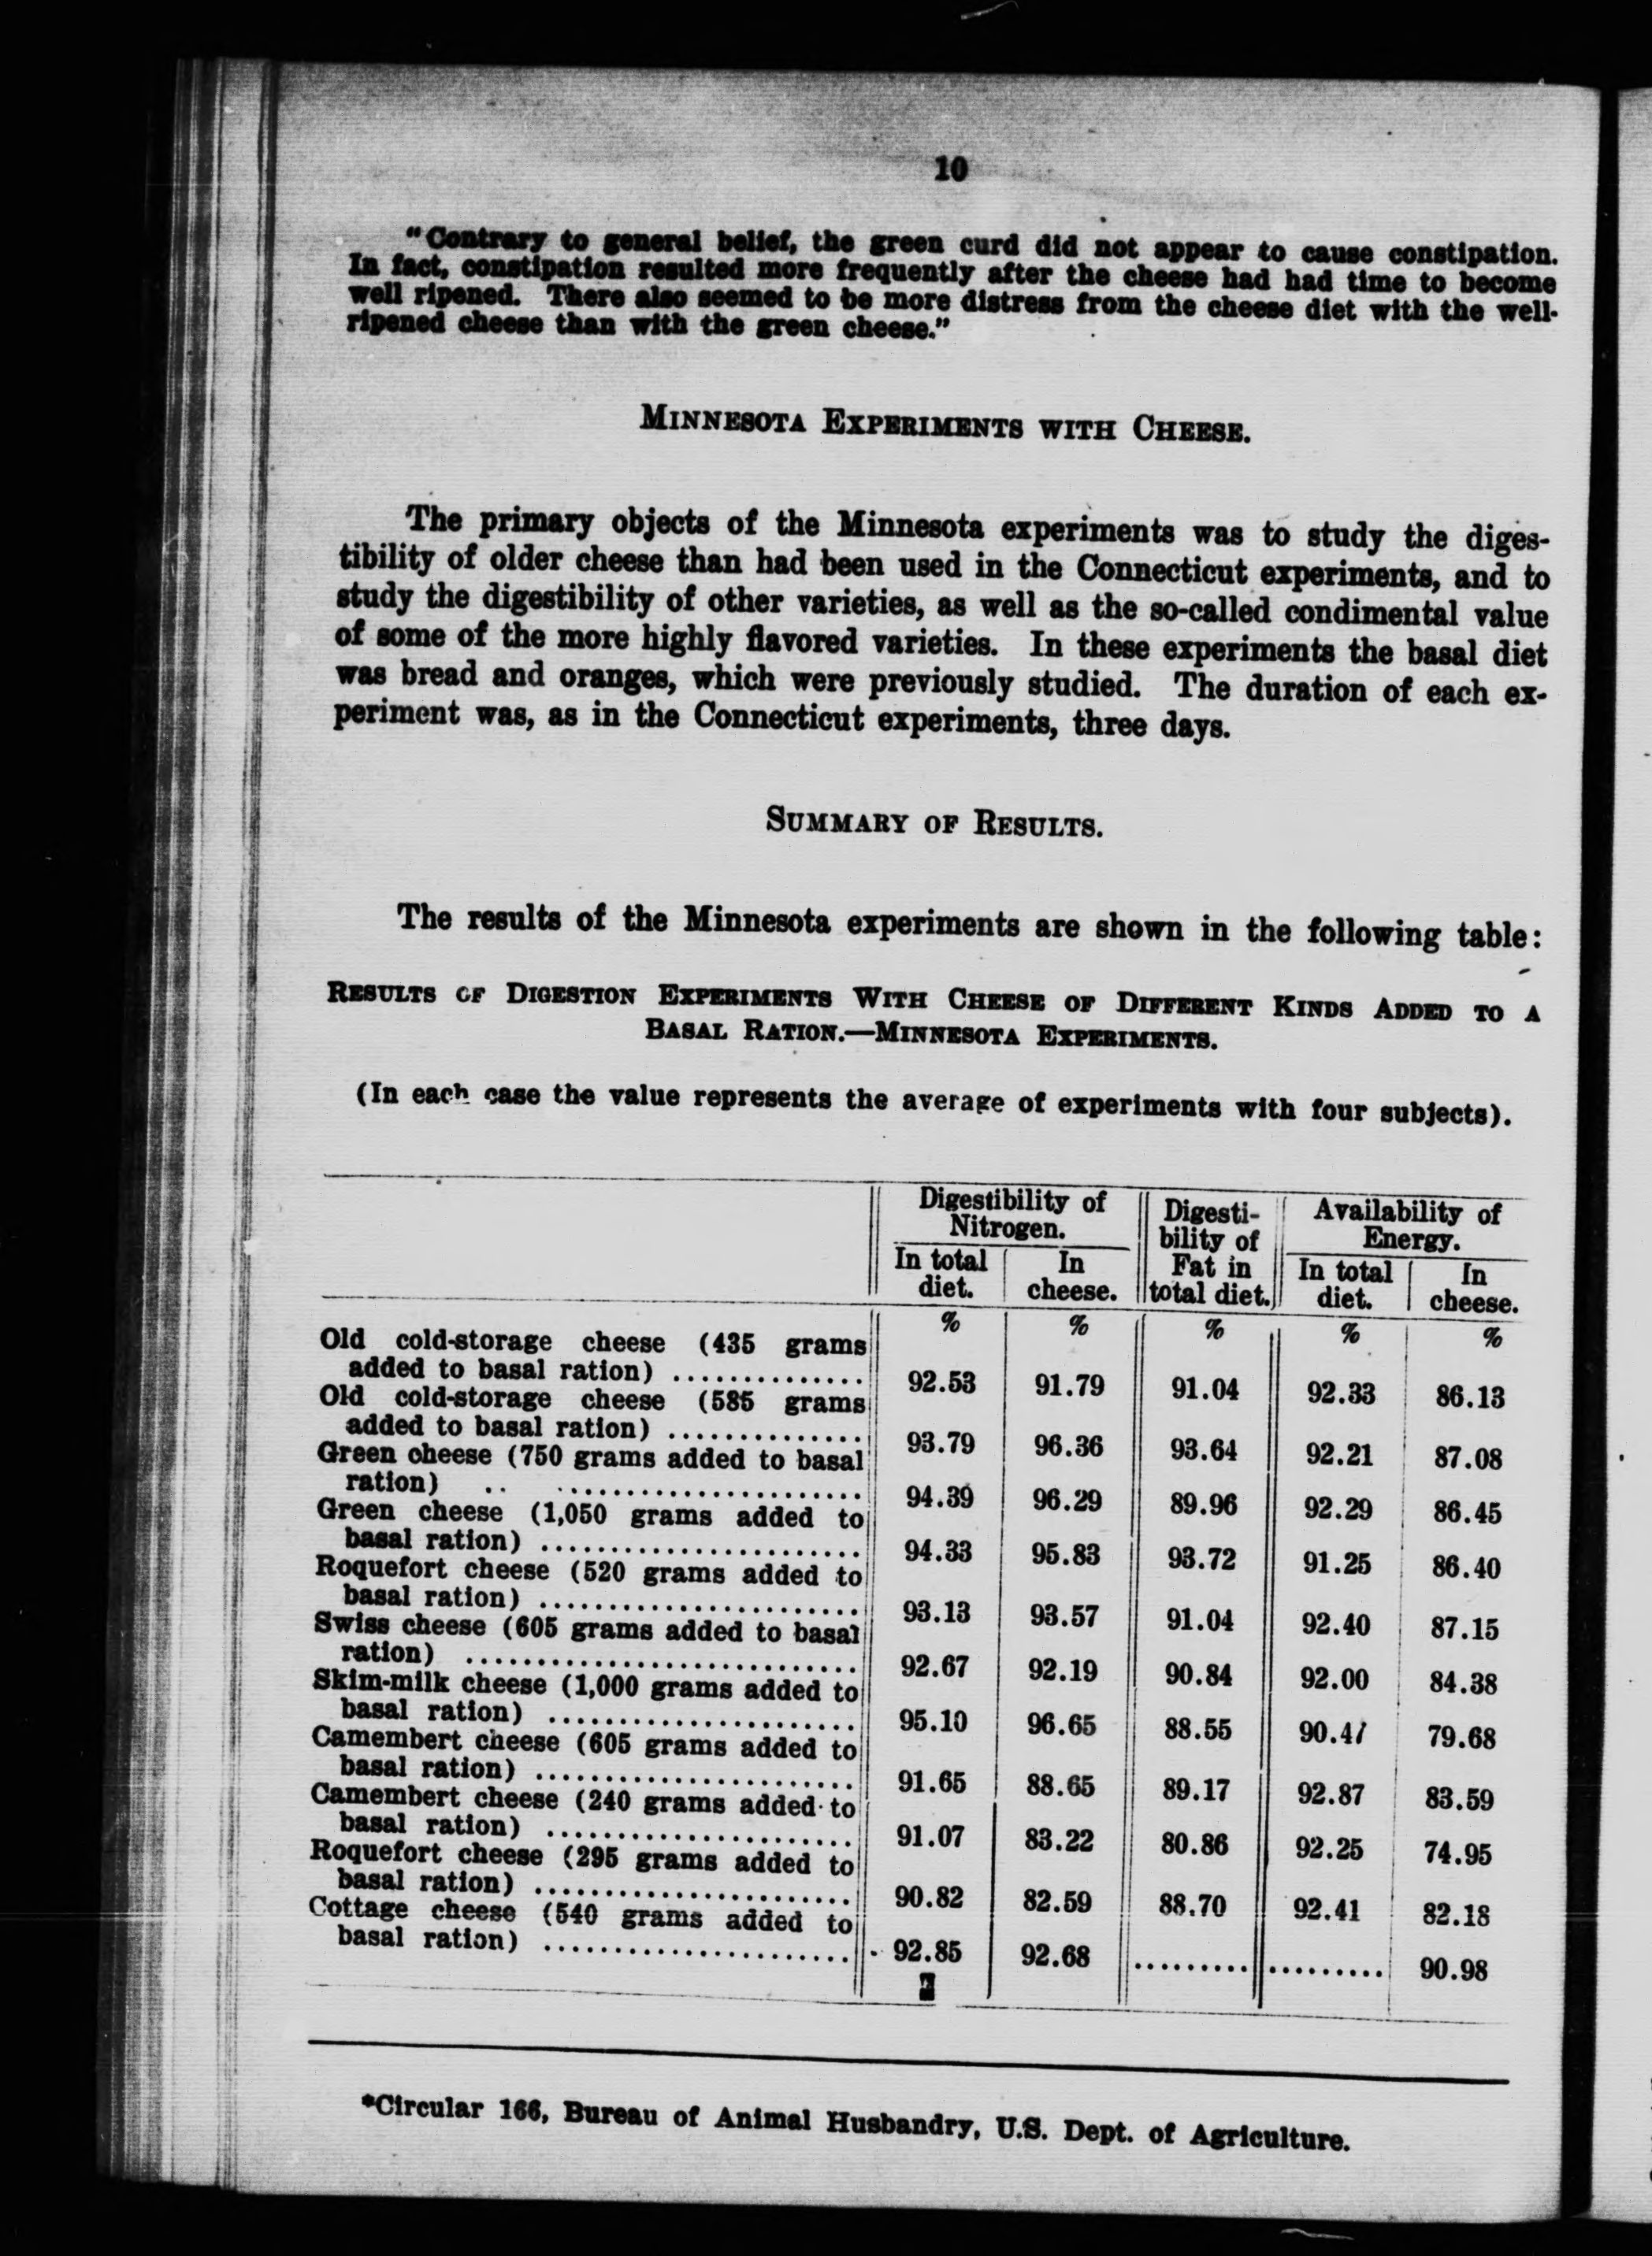 10
"Contrary to general belief, the green curd did not appear to cause constipation.
In fact, constipation resulted more frequently after the cheese had had time to become
well ripened. There also seemed to be more distress from the cheese diet with the well-
ripened cheese than with the green cheese."
MINNESOTA EXPERIMENTS WITH CHEESE.
The primary objects of the Minnesota experiments was to study the diges-
tibility of older cheese than had been used in the Connecticut experiments, and to
study the digestibility of other varieties, as well as the so-called condimental value
of some of the more highly flavored varieties. In these experiments the basal diet
was bread and oranges, which were previously studied. The duration of each ex-
periment was, as in the Connecticut experiments, three days.
SUMMARY OF RESULTS.
The results of the Minnesota experiments are shown in the following table:
RESULTS OF DIGESTION EXPERIMENTS WITH CHEESE OF DIFFERENT KINDS ADDED TO A
BASAL RATION.—MINNESOTA EXPERIMENTS.
(In each case the value represents the average of experiments with four subjects).
Digestibility of Nitrogen. Digesti- Availability of
bility of Energy.
In total In Fat in In total In
diet. cheese. total diet. diet. cheese.
% % % % %
Old cold-storage cheese (435 grams
added to basal ration) .............. 92.53 91.79 91.04 92.33 86.13
Old cold-storage cheese (585 grams
added to basal ration) .............. 93.79 96.36 93.64 92.21 87.08
Green cheese (750 grams added to basal
ration) .. ...................... 94.39 96.29 89.96 92.29 86.45
Green cheese (1,050 grams added to
basal ration) ....................... 94.33 95.83 93.72 91.25 86.40
Roquefort cheese (520 grams added to
basal ration) ....................... 93.13 93.57 91.04 92.40 87.15
Swiss cheese (605 grams added to basal
ration) ............................ 92.67 92.19 90.84 92.00 84.38
Skim-milk cheese (1,000 grams added to
basal ration) ...................... 95.10 96.65 88.55 79.68
Camembert cheese (605 grams added to
basal ration) ....................... 91.65 88.65 89.17 92.87 83.59
Camembert cheese (240 grams added to
basal ration) ...................... 91.07 83.22 80.86 92.25 74.95
Roquefort cheese (295 grams added to
basal ration) ....................... 90.82 82.59 88.70 92.41 82.18
Cottage cheese (540 grams added to
basal ration) ...................... 92.85 92.68 ......... ......... 90.98
*Circular 166, Bureau of Animal Husbandry, U.S. Dept. of Agriculture.